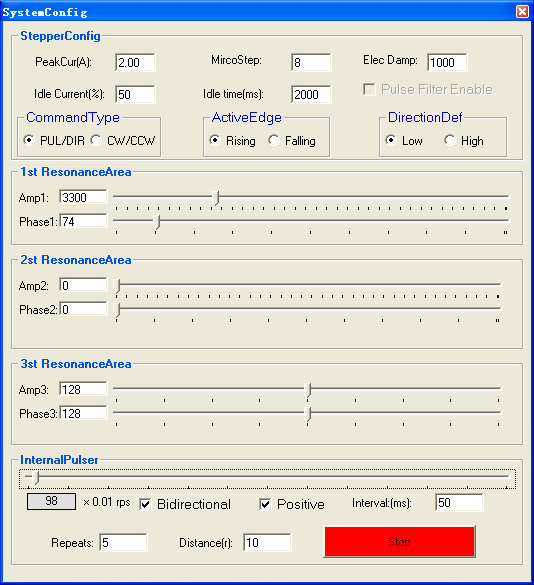 SystemConfig
StepperConfig
PeakCur(A): 2.00 MircoStep: 8 Elec Damp: 1000
Idle Current(%): 50 Idle time(ms): 2000 Pulse Filter Enable
CommandType ActiveEdge DirectionDef
PUL/DIR CW/CCW Rising Falling Low High
1st ResonanceArea
Amp1: 3300
Phase1: 74
2st ResonanceArea
Amp2: 0
Phase2: 0
3st ResonanceArea
Amp3: 128
Phase3: 128
InternalPulser
98 × 0.01 rps Bidirectional Positive Interval:(ms): 50
Repeats: 5 Distance(r): 10 Stop